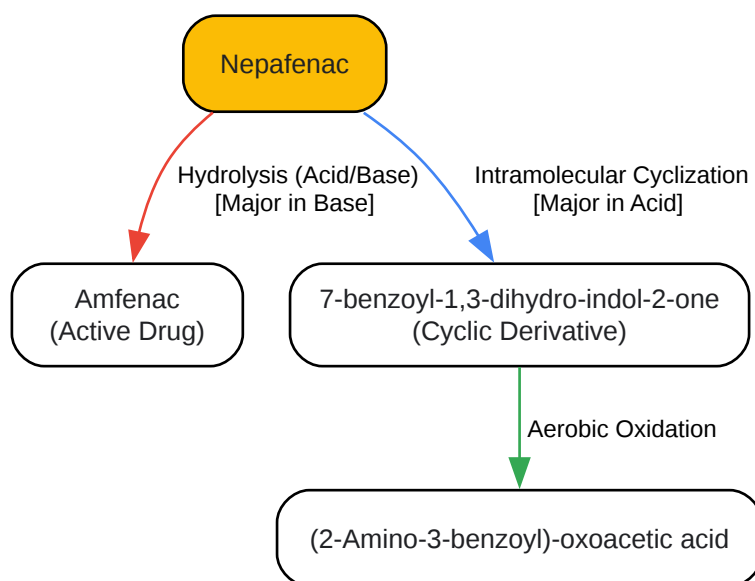 Nepafenac
Hydrolysis (Acid/Base)
[Major in Base]
Intramolecular Cyclization
[Major in Acid]
Amfenac
(Active Drug)
7-benzoyl-1,3-dihydro-indol-2-one
(Cyclic Derivative)
Aerobic Oxidation
(2-Amino-3-benzoyl)-oxoacetic acid